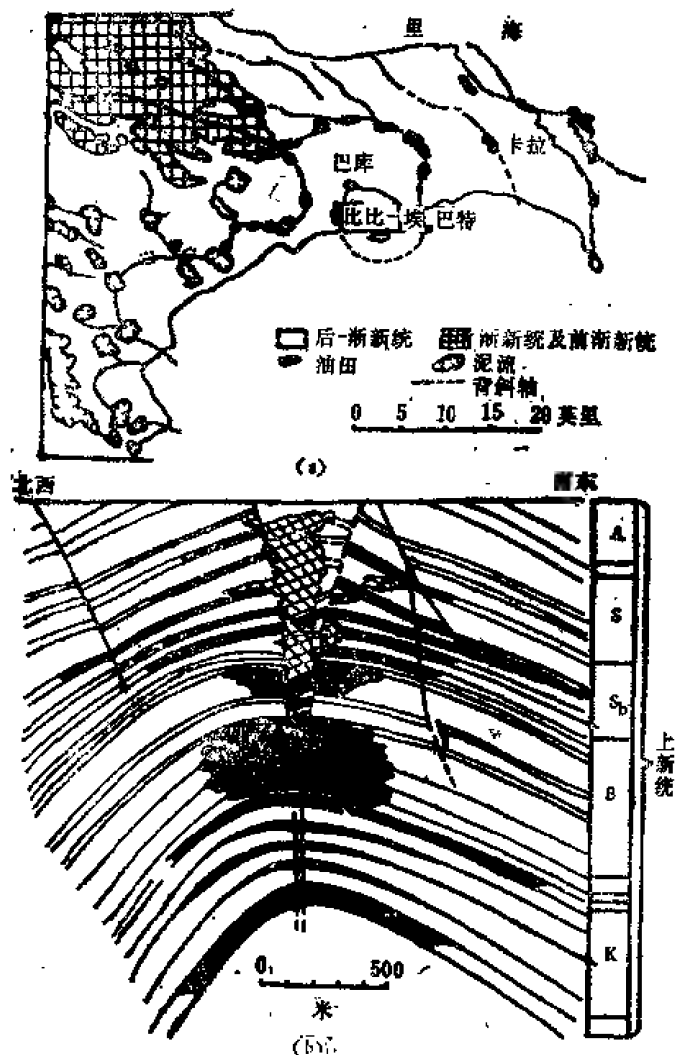 里 海
卡拉
巴库
比比-埃巴特
后-渐新统 渐新统及前渐新统
油田 泥流
背斜轴
0 5 10 15 20 英里
(a)
北西 南东
A
S
Sb
B
K
上新统
0 500
米
(b)